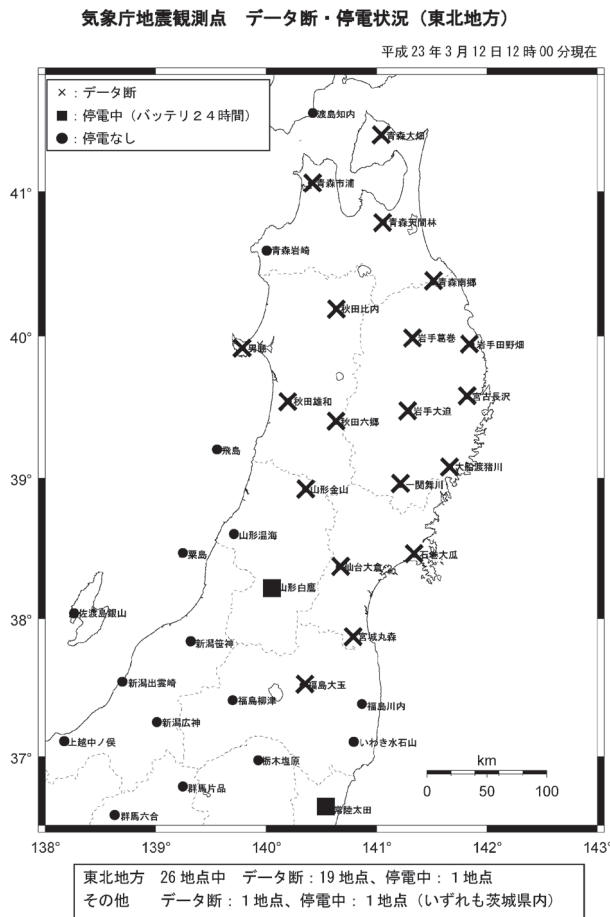 気象庁地震観測点　データ断・停電状況（東北地方）
平成23年3月12日12時00分現在
×：データ断
■：停電中（バッテリ２４時間）
●：停電なし
渡島知内
青森大畑
41°
青森市浦
青森天間林
青森岩崎
青森南郷
秋田比内
40°
岩手葛巻
岩手田野畑
男鹿
宮古長沢
秋田雄和
岩手大迫
秋田六郷
飛島
39°
大船渡猪川
一関舞川
山形金山
山形温海
粟島
石巻大瓜
仙台大倉
山形白鷹
佐渡島銀山
38°
新潟笹神
宮城丸森
新潟出雲崎
福島大玉
福島柳津
福島川内
新潟広神
上越中ノ俣
いわき水石山
37°
栃木塩原
km
0 50 100
群馬片品
常陸太田
群馬六合
138° 139° 140° 141° 142° 143°
東北地方　26地点中　データ断：19地点、停電中：１地点
その他　　データ断：１地点、停電中：１地点（いずれも茨城県内）